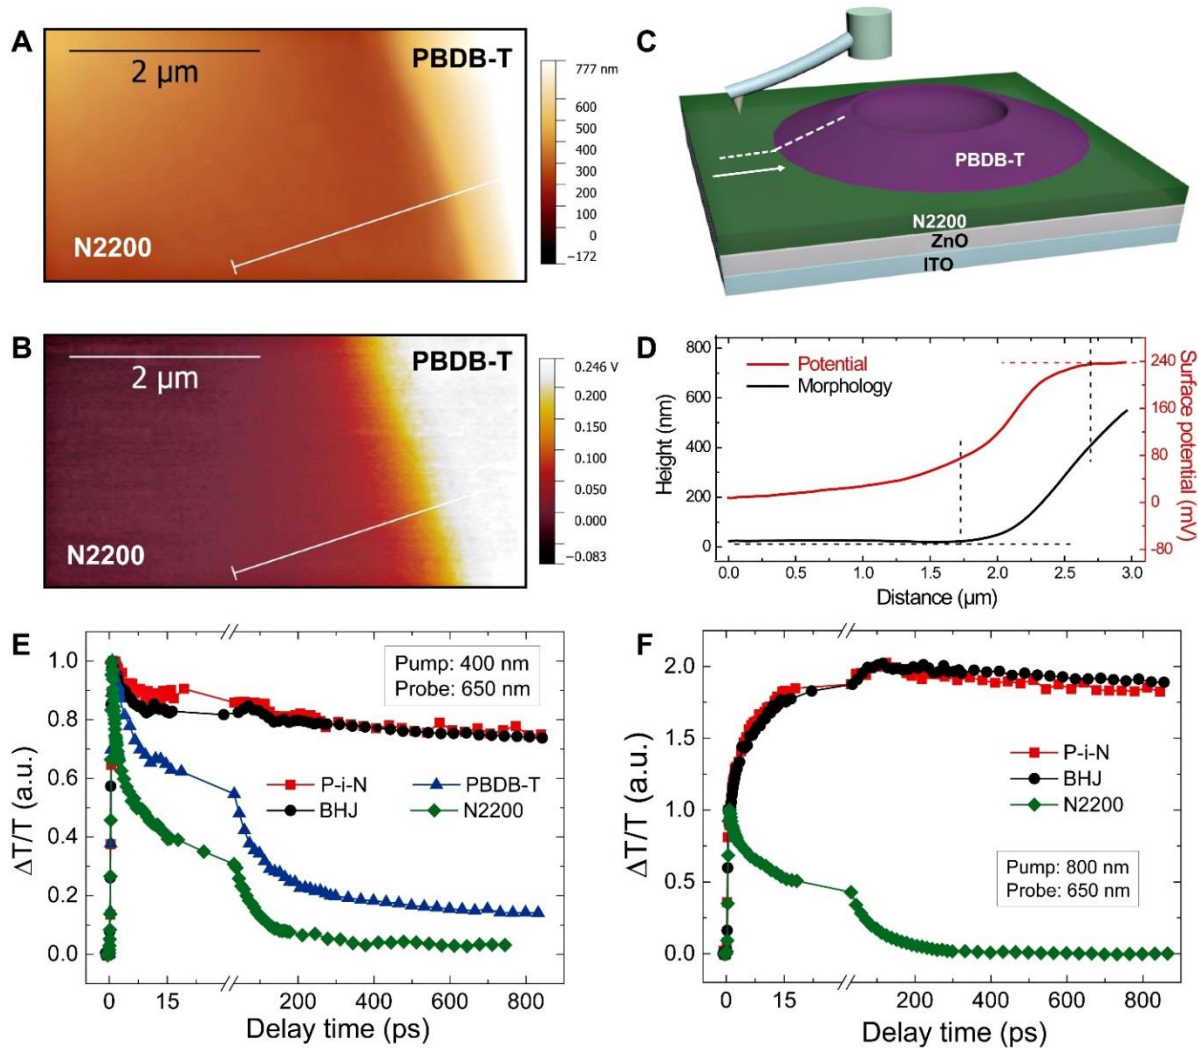 A
2 µm
PBDB-T
N2200
777 nm
600
500
400
300
200
100
0
−172
C
PBDB-T
N2200
ZnO
ITO
B
2 µm
PBDB-T
N2200
0.246 V
0.200
0.150
0.100
0.050
0.000
−0.083
D
Potential
Morphology
Height (nm)
800
600
400
200
0
240
160
80
0
-80
Surface potential (mV)
0.0 0.5 1.0 1.5 2.0 2.5 3.0
Distance (µm)
E
Pump: 400 nm
Probe: 650 nm
P-i-N
PBDB-T
BHJ
N2200
ΔT/T (a.u.)
1.0
0.8
0.6
0.4
0.2
0.0
0 15 200 400 600 800
Delay time (ps)
F
P-i-N
BHJ
N2200
Pump: 800 nm
Probe: 650 nm
ΔT/T (a.u.)
2.0
1.5
1.0
0.5
0.0
0 15 200 400 600 800
Delay time (ps)